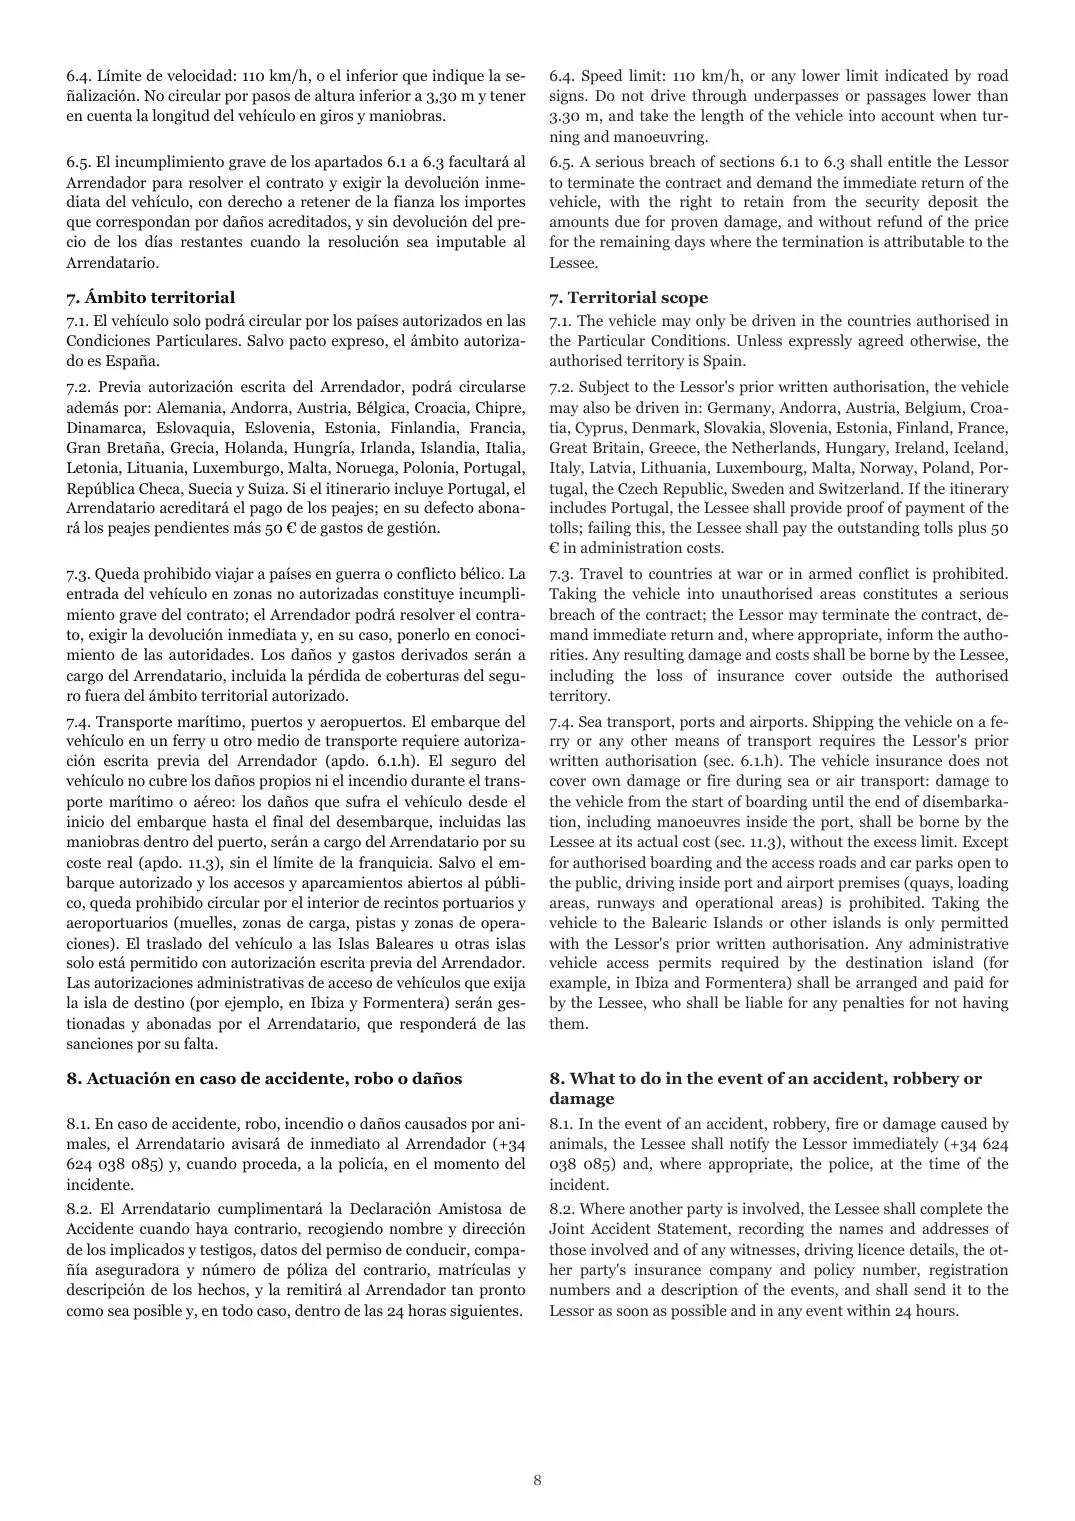 6.4. Límite de velocidad: 110 km/h, o el inferior que indique la se-
ñalización. No circular por pasos de altura inferior a 3,30 m y tener
en cuenta la longitud del vehículo en giros y maniobras.
6.5. El incumplimiento grave de los apartados 6.1 a 6.3 facultará al
Arrendador para resolver el contrato y exigir la devolución inme-
diata del vehículo, con derecho a retener de la fianza los importes
que correspondan por daños acreditados, y sin devolución del pre-
cio de los días restantes cuando la resolución sea imputable al
Arrendatario.
7. Ámbito territorial
7.1. El vehículo solo podrá circular por los países autorizados en las
Condiciones Particulares. Salvo pacto expreso, el ámbito autoriza-
do es España.
7.2. Previa autorización escrita del Arrendador, podrá circularse
además por: Alemania, Andorra, Austria, Bélgica, Croacia, Chipre,
Dinamarca, Eslovaquia, Eslovenia, Estonia, Finlandia, Francia,
Gran Bretaña, Grecia, Holanda, Hungría, Irlanda, Islandia, Italia,
Letonia, Lituania, Luxemburgo, Malta, Noruega, Polonia, Portugal,
República Checa, Suecia y Suiza. Si el itinerario incluye Portugal, el
Arrendatario acreditará el pago de los peajes; en su defecto abona-
rá los peajes pendientes más 50 € de gastos de gestión.
7.3. Queda prohibido viajar a países en guerra o conflicto bélico. La
entrada del vehículo en zonas no autorizadas constituye incumpli-
miento grave del contrato; el Arrendador podrá resolver el contra-
to, exigir la devolución inmediata y, en su caso, ponerlo en conoci-
miento de las autoridades. Los daños y gastos derivados serán a
cargo del Arrendatario, incluida la pérdida de coberturas del segu-
ro fuera del ámbito territorial autorizado.
7.4. Transporte marítimo, puertos y aeropuertos. El embarque del
vehículo en un ferry u otro medio de transporte requiere autoriza-
ción escrita previa del Arrendador (apdo. 6.1.h). El seguro del
vehículo no cubre los daños propios ni el incendio durante el trans-
porte marítimo o aéreo: los daños que sufra el vehículo desde el
inicio del embarque hasta el final del desembarque, incluidas las
maniobras dentro del puerto, serán a cargo del Arrendatario por su
coste real (apdo. 11.3), sin el límite de la franquicia. Salvo el em-
barque autorizado y los accesos y aparcamientos abiertos al públi-
co, queda prohibido circular por el interior de recintos portuarios y
aeroportuarios (muelles, zonas de carga, pistas y zonas de opera-
ciones). El traslado del vehículo a las Islas Baleares u otras islas
solo está permitido con autorización escrita previa del Arrendador.
Las autorizaciones administrativas de acceso de vehículos que exija
la isla de destino (por ejemplo, en Ibiza y Formentera) serán ges-
tionadas y abonadas por el Arrendatario, que responderá de las
sanciones por su falta.
8. Actuación en caso de accidente, robo o daños
8.1. En caso de accidente, robo, incendio o daños causados por ani-
males, el Arrendatario avisará de inmediato al Arrendador (+34
624 038 085) y, cuando proceda, a la policía, en el momento del
incidente.
8.2. El Arrendatario cumplimentará la Declaración Amistosa de
Accidente cuando haya contrario, recogiendo nombre y dirección
de los implicados y testigos, datos del permiso de conducir, compa-
ñía aseguradora y número de póliza del contrario, matrículas y
descripción de los hechos, y la remitirá al Arrendador tan pronto
como sea posible y, en todo caso, dentro de las 24 horas siguientes.
6.4. Speed limit: 110 km/h, or any lower limit indicated by road
signs. Do not drive through underpasses or passages lower than
3.30 m, and take the length of the vehicle into account when tur-
ning and manoeuvring.
6.5. A serious breach of sections 6.1 to 6.3 shall entitle the Lessor
to terminate the contract and demand the immediate return of the
vehicle, with the right to retain from the security deposit the
amounts due for proven damage, and without refund of the price
for the remaining days where the termination is attributable to the
Lessee.
7. Territorial scope
7.1. The vehicle may only be driven in the countries authorised in
the Particular Conditions. Unless expressly agreed otherwise, the
authorised territory is Spain.
7.2. Subject to the Lessor's prior written authorisation, the vehicle
may also be driven in: Germany, Andorra, Austria, Belgium, Croa-
tia, Cyprus, Denmark, Slovakia, Slovenia, Estonia, Finland, France,
Great Britain, Greece, the Netherlands, Hungary, Ireland, Iceland,
Italy, Latvia, Lithuania, Luxembourg, Malta, Norway, Poland, Por-
tugal, the Czech Republic, Sweden and Switzerland. If the itinerary
includes Portugal, the Lessee shall provide proof of payment of the
tolls; failing this, the Lessee shall pay the outstanding tolls plus 50
€ in administration costs.
7.3. Travel to countries at war or in armed conflict is prohibited.
Taking the vehicle into unauthorised areas constitutes a serious
breach of the contract; the Lessor may terminate the contract, de-
mand immediate return and, where appropriate, inform the autho-
rities. Any resulting damage and costs shall be borne by the Lessee,
including the loss of insurance cover outside the authorised
territory.
7.4. Sea transport, ports and airports. Shipping the vehicle on a fe-
rry or any other means of transport requires the Lessor's prior
written authorisation (sec. 6.1.h). The vehicle insurance does not
cover own damage or fire during sea or air transport: damage to
the vehicle from the start of boarding until the end of disembarka-
tion, including manoeuvres inside the port, shall be borne by the
Lessee at its actual cost (sec. 11.3), without the excess limit. Except
for authorised boarding and the access roads and car parks open to
the public, driving inside port and airport premises (quays, loading
areas, runways and operational areas) is prohibited. Taking the
vehicle to the Balearic Islands or other islands is only permitted
with the Lessor's prior written authorisation. Any administrative
vehicle access permits required by the destination island (for
example, in Ibiza and Formentera) shall be arranged and paid for
by the Lessee, who shall be liable for any penalties for not having
them.
8. What to do in the event of an accident, robbery or
damage
8.1. In the event of an accident, robbery, fire or damage caused by
animals, the Lessee shall notify the Lessor immediately (+34 624
038 085) and, where appropriate, the police, at the time of the
incident.
8.2. Where another party is involved, the Lessee shall complete the
Joint Accident Statement, recording the names and addresses of
those involved and of any witnesses, driving licence details, the ot-
her party's insurance company and policy number, registration
numbers and a description of the events, and shall send it to the
Lessor as soon as possible and in any event within 24 hours.
8